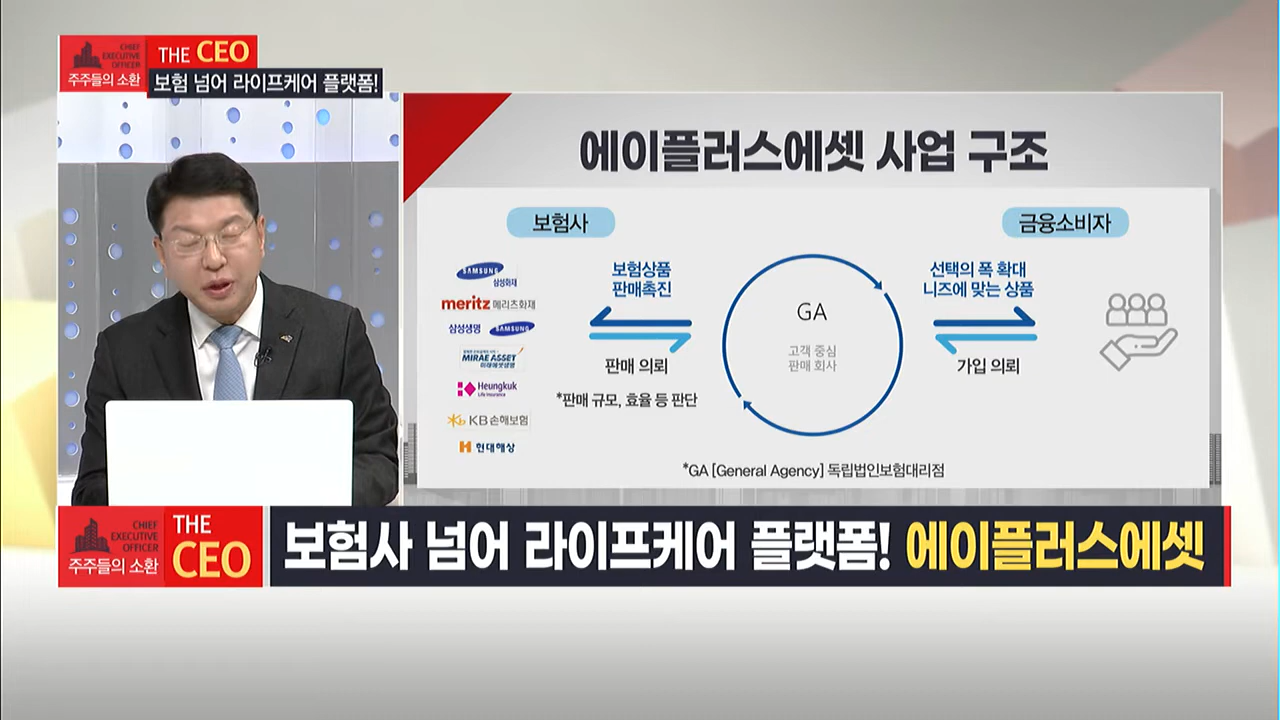 CHIEF
EXECUTIVE
OFFICER
주주들의 소환
THE CEO
보험 넘어 라이프케어 플랫폼!
에이플러스에셋 사업 구조
보험사
금융소비자
SAMSUNG
삼성화재
meritz 메리츠화재
삼성생명 SAMSUNG
MIRAE ASSET
미래에셋생명
Heungkuk
Life Insurance
KB손해보험
현대해상
보험상품
판매촉진
판매 의뢰
*판매 규모, 효율 등 판단
GA
고객 중심
판매 회사
선택의 폭 확대
니즈에 맞는 상품
가입 의뢰
*GA [General Agency] 독립법인보험대리점
CHIEF
EXECUTIVE
OFFICER
주주들의 소환
THE
CEO
보험사 넘어 라이프케어 플랫폼! 에이플러스에셋